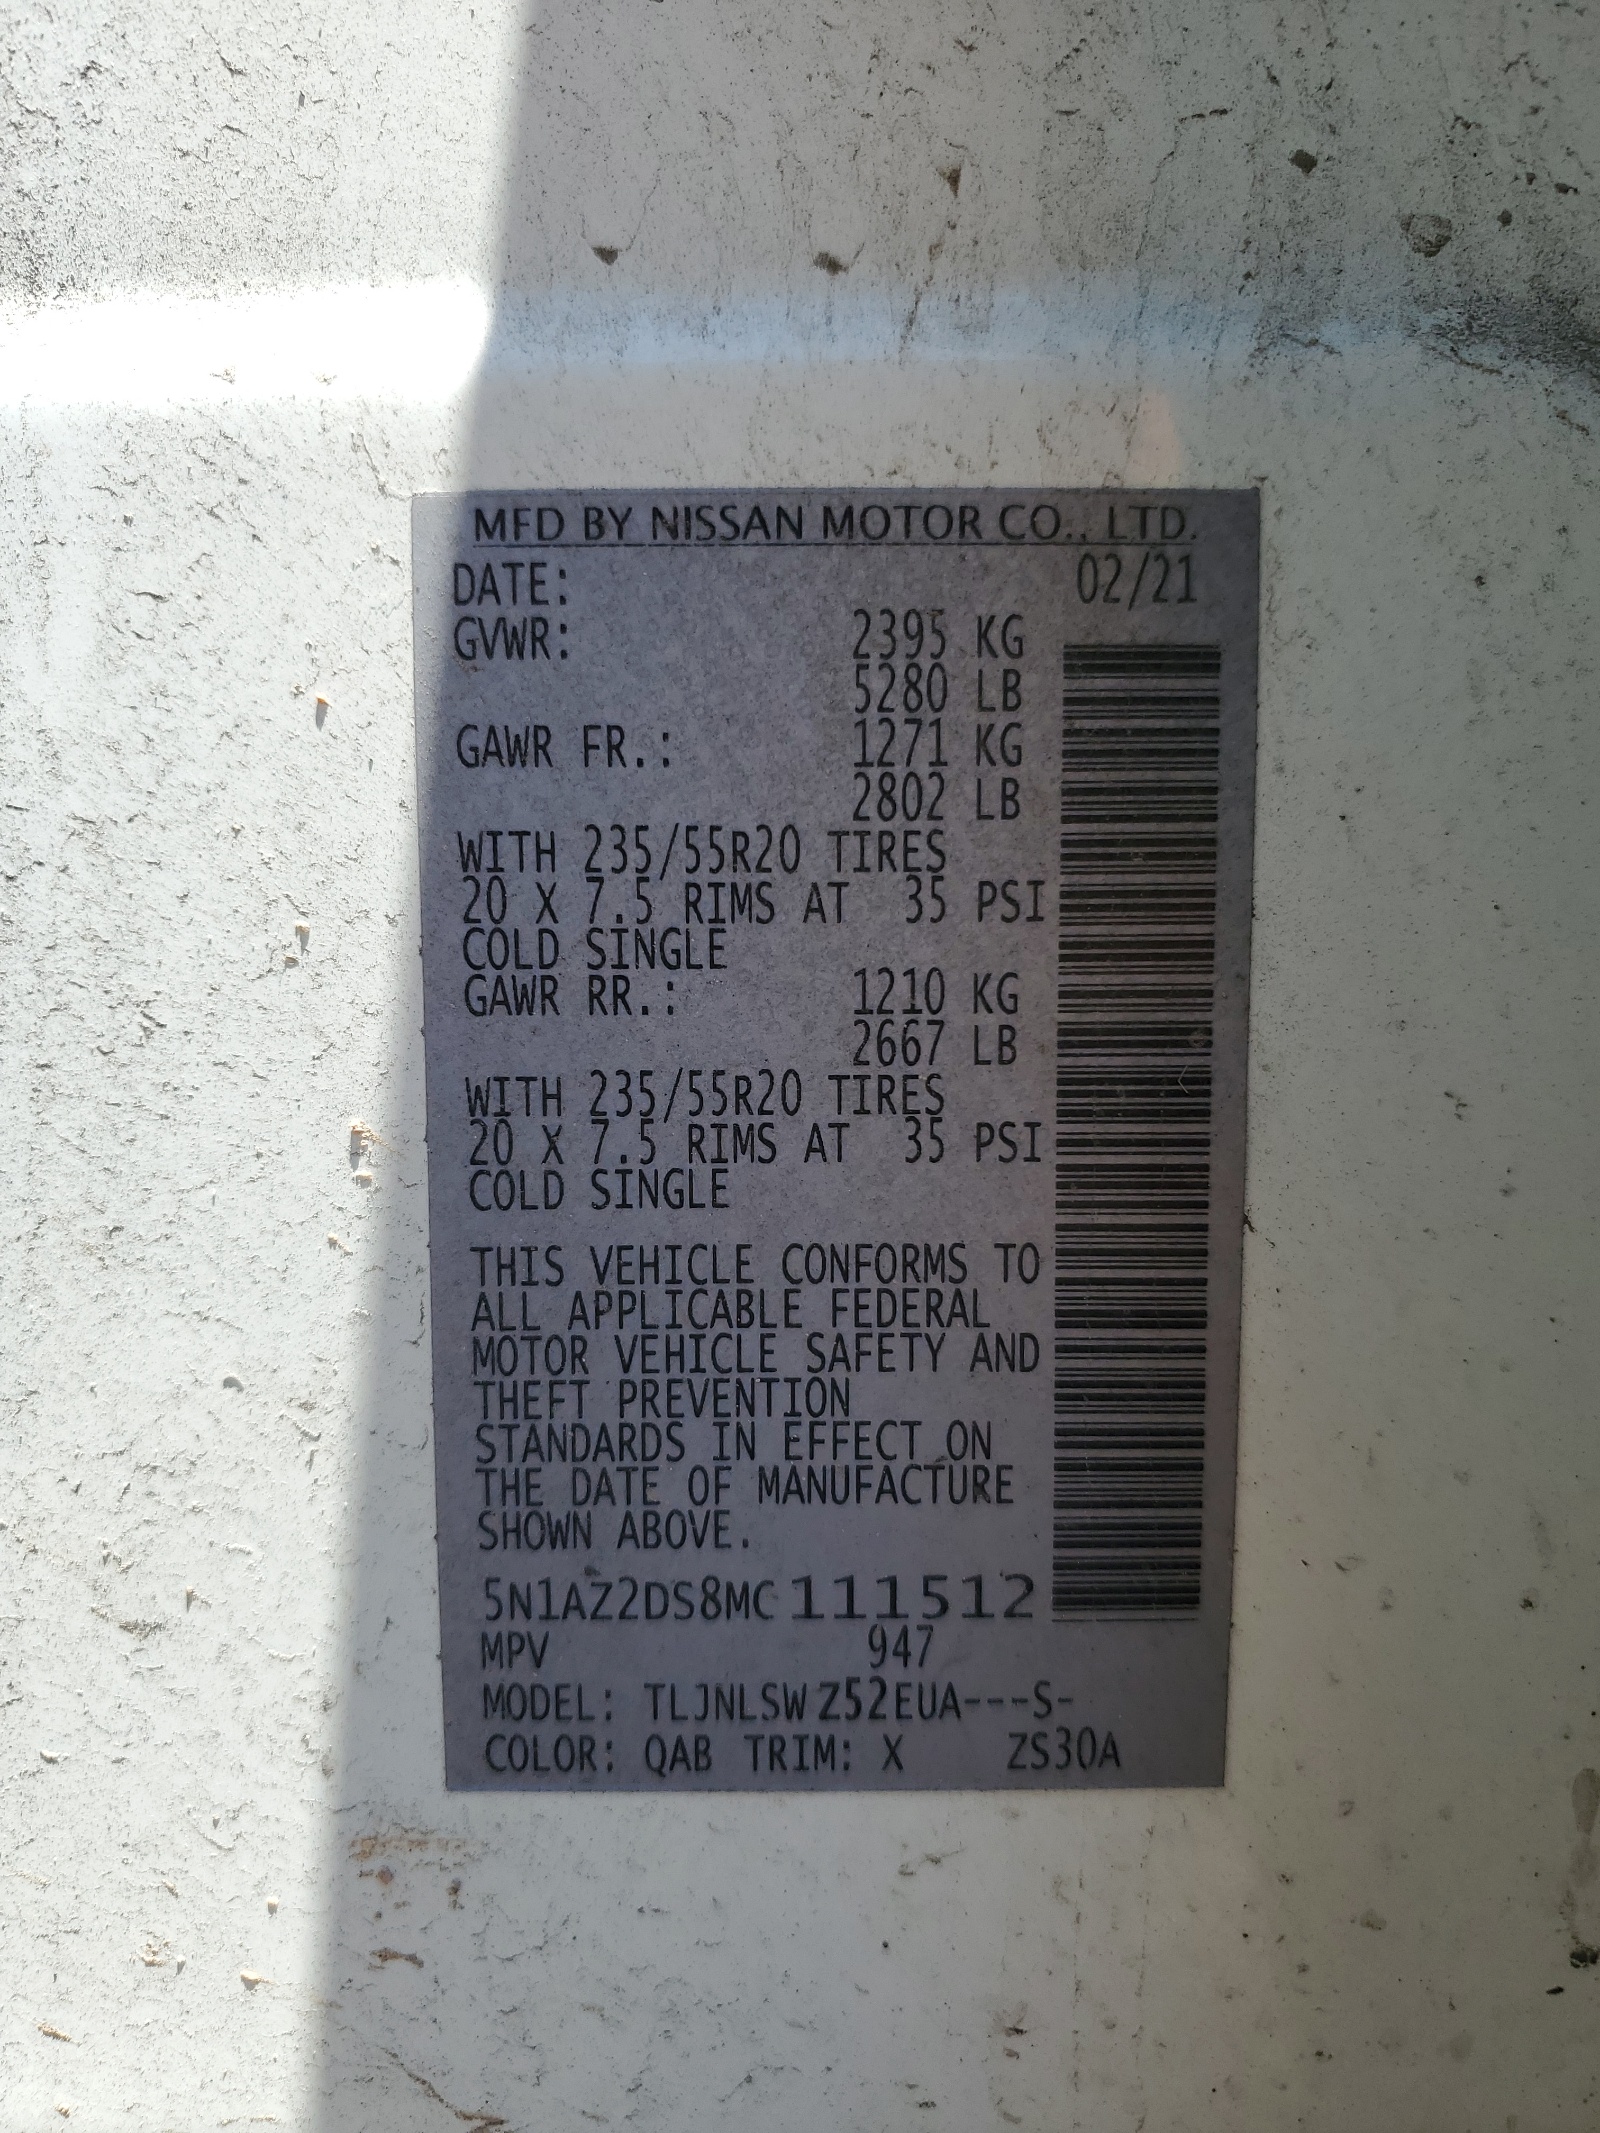 MFD BY NISSAN MOTOR CO., LTD.
DATE: 02/21
GVWR: 2395 KG
5280 LB
GAWR FR.: 1271 KG
2802 LB
WITH 235/55R20 TIRES
20 X 7.5 RIMS AT 35 PSI
COLD SINGLE
GAWR RR.: 1210 KG
2667 LB
WITH 235/55R20 TIRES
20 X 7.5 RIMS AT 35 PSI
COLD SINGLE
THIS VEHICLE CONFORMS TO
ALL APPLICABLE FEDERAL
MOTOR VEHICLE SAFETY AND
THEFT PREVENTION
STANDARDS IN EFFECT ON
THE DATE OF MANUFACTURE
SHOWN ABOVE.
5N1AZ2DS8MC111512
MPV 947
MODEL: TLJNLSWZ52EUA---S-
COLOR: QAB TRIM: X ZS30A